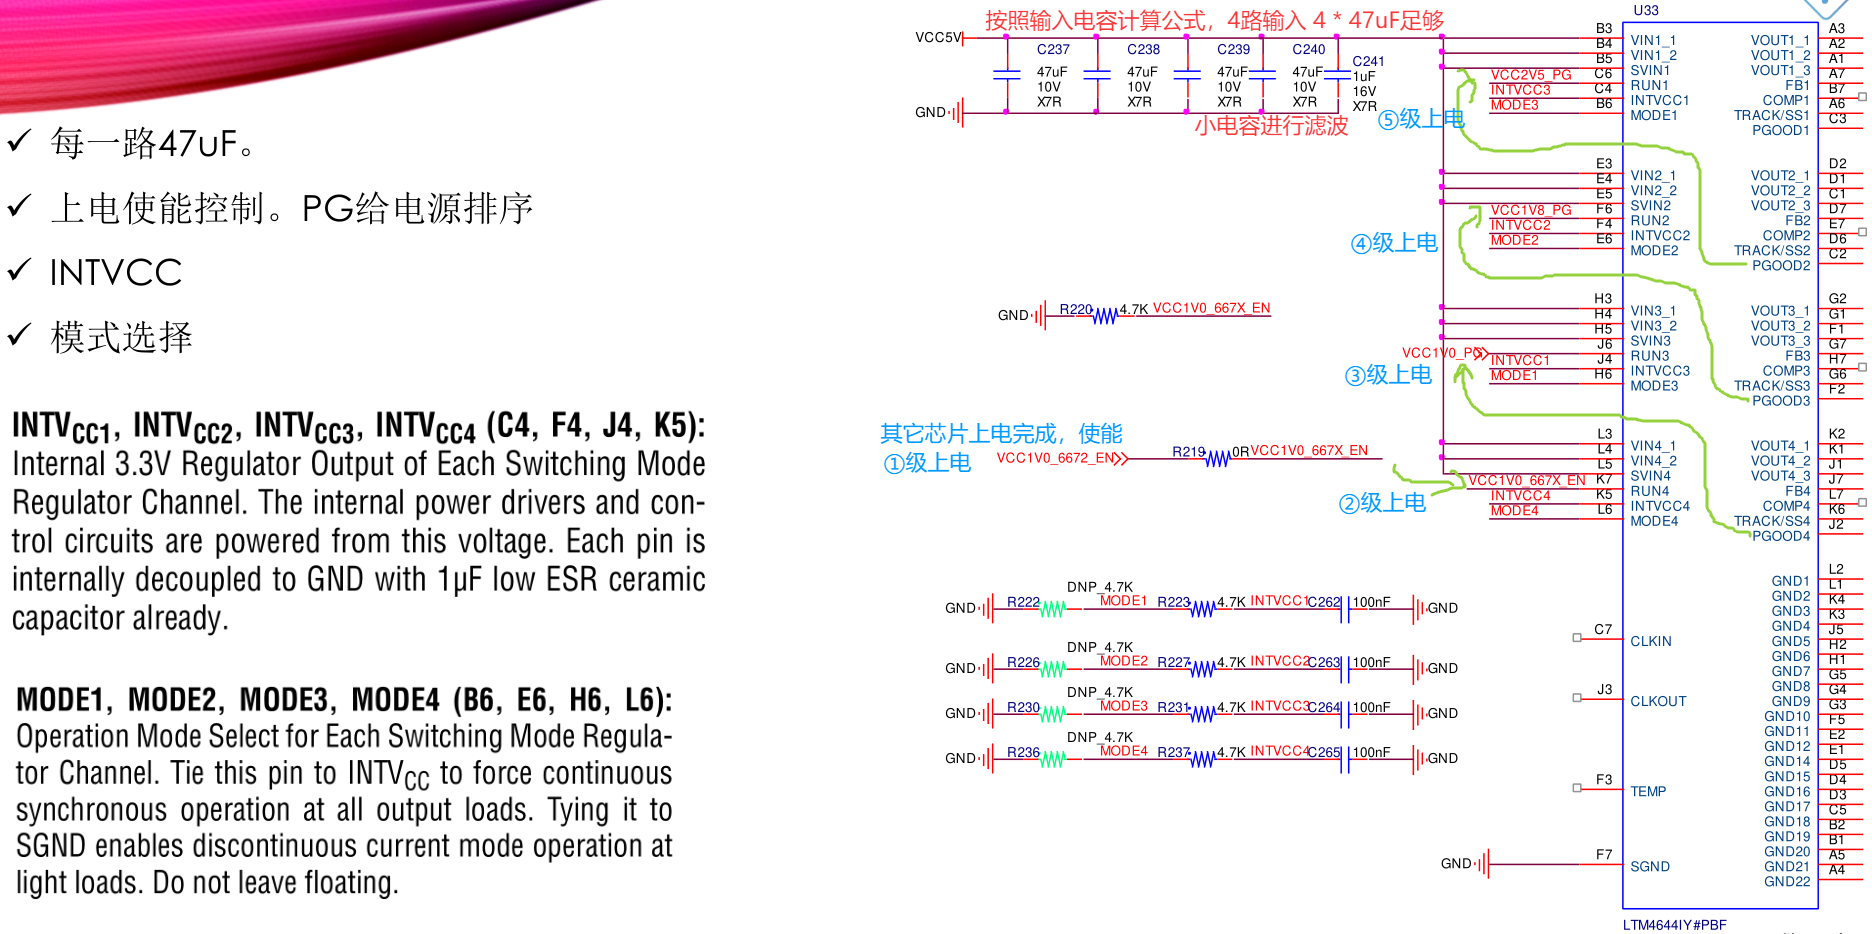 ✓ 每一路47uF。
✓ 上电使能控制。PG给电源排序
✓ INTVCC
✓ 模式选择
INTVCC1, INTVCC2, INTVCC3, INTVCC4 (C4, F4, J4, K5):
Internal 3.3V Regulator Output of Each Switching Mode
Regulator Channel. The internal power drivers and con-
trol circuits are powered from this voltage. Each pin is
internally decoupled to GND with 1µF low ESR ceramic
capacitor already.
MODE1, MODE2, MODE3, MODE4 (B6, E6, H6, L6):
Operation Mode Select for Each Switching Mode Regula-
tor Channel. Tie this pin to INTVCC to force continuous
synchronous operation at all output loads. Tying it to
SGND enables discontinuous current mode operation at
light loads. Do not leave floating.
按照输入电容计算公式，4路输入 4 * 47uF足够
VCC5V
C237
47uF
10V
X7R
C238
47uF
10V
X7R
C239
47uF
10V
X7R
C240
47uF
10V
X7R
C241
1uF
16V
X7R
GND
小电容进行滤波
⑤级上电
④级上电
GND R220 4.7K VCC1V0_667X_EN
③级上电
其它芯片上电完成，使能
①级上电 VCC1V0_6672_EN R219 0R VCC1V0_667X_EN
②级上电
DNP_4.7K
GND R222 MODE1 R223 4.7K INTVCC1 C262 100nF GND
DNP_4.7K
GND R226 MODE2 R227 4.7K INTVCC2 C263 100nF GND
DNP_4.7K
GND R230 MODE3 R231 4.7K INTVCC3 C264 100nF GND
DNP_4.7K
GND R236 MODE4 R237 4.7K INTVCC4 C265 100nF GND
U33
B3 VIN1_1 VOUT1_1 A3
B4 VIN1_2 VOUT1_2 A2
B5 SVIN1 VOUT1_3 A1
VCC2V5_PG C6 RUN1 FB1 A7
INTVCC3 C4 INTVCC1 COMP1 B7
MODE3 B6 MODE1 TRACK/SS1 A6
PGOOD1 C3
E3 VIN2_1 VOUT2_1 D2
E4 VIN2_2 VOUT2_2 D1
E5 SVIN2 VOUT2_3 C1
VCC1V8_PG F6 RUN2 FB2 D7
INTVCC2 F4 INTVCC2 COMP2 E7
MODE2 E6 MODE2 TRACK/SS2 D6
PGOOD2 C2
H3 VIN3_1 VOUT3_1 G2
H4 VIN3_2 VOUT3_2 G1
H5 SVIN3 VOUT3_3 F1
VCC1V0_PG J6 RUN3 FB3 G7
INTVCC1 J4 INTVCC3 COMP3 H7
MODE1 H6 MODE3 TRACK/SS3 G6
PGOOD3 F2
L3 VIN4_1 VOUT4_1 K2
L4 VIN4_2 VOUT4_2 K1
L5 SVIN4 VOUT4_3 J1
VCC1V0_667X_EN K7 RUN4 FB4 J7
INTVCC4 K5 INTVCC4 COMP4 L7
MODE4 L6 MODE4 TRACK/SS4 K6
PGOOD4 J2
GND1 L2
GND2 L1
GND3 K4
GND4 K3
C7 CLKIN GND5 J5
GND6 H2
GND7 H1
GND8 G5
J3 CLKOUT GND9 G4
GND10 G3
GND11 F5
GND12 E2
GND14 E1
GND15 D5
F3 TEMP GND16 D4
GND17 D3
GND18 C5
GND19 B2
GND20 B1
GND F7 SGND GND21 A5
GND22 A4
LTM4644IY#PBF